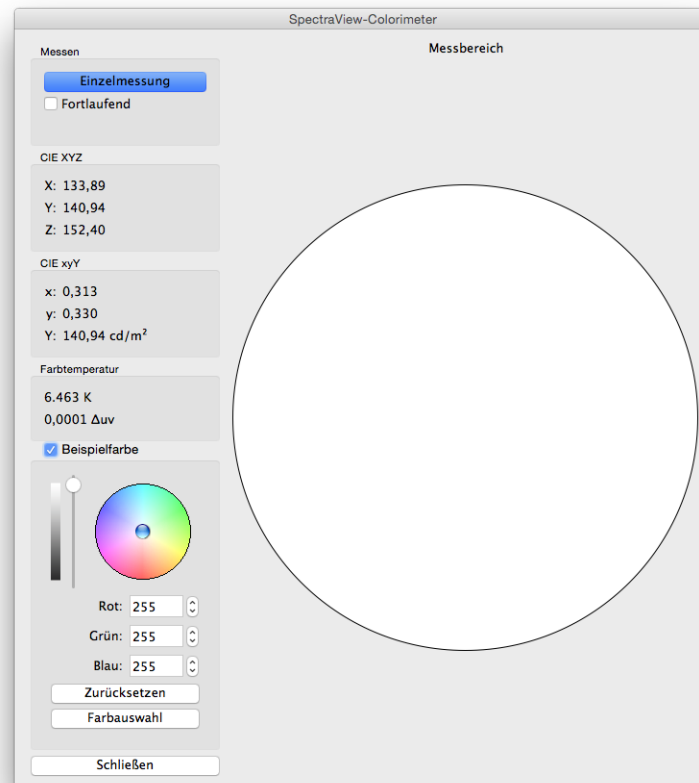 SpectraView-Colorimeter
Messen
Einzelmessung
Fortlaufend
CIE XYZ
X: 133,89
Y: 140,94
Z: 152,40
CIE xyY
x: 0,313
y: 0,330
Y: 140,94 cd/m²
Farbtemperatur
6.463 K
0,0001 Δuv
Beispielfarbe
Rot: 255
Grün: 255
Blau: 255
Zurücksetzen
Farbauswahl
Schließen
Messbereich